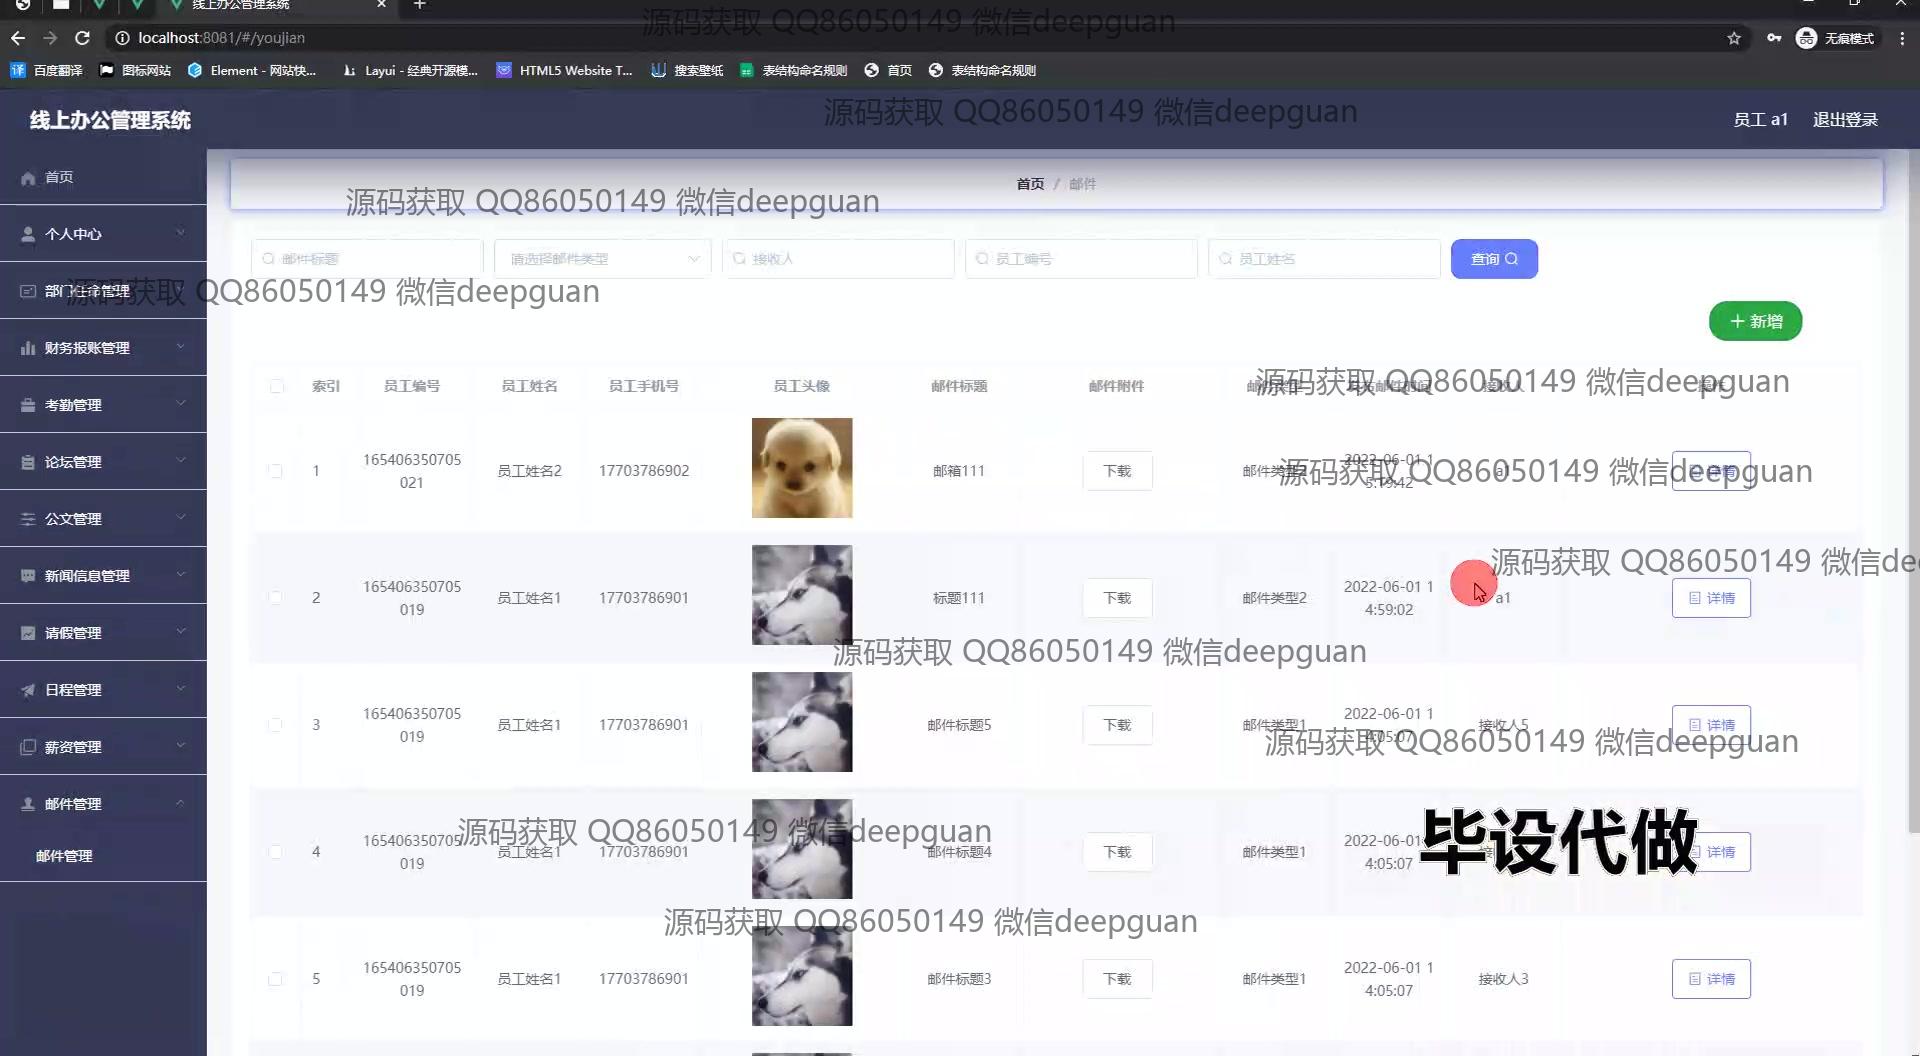 线上办公管理系统
源码获取 QQ86050149 微信deepguan
localhost:8081/#/youjian
无痕模式
百度翻译
图标网站
Element - 网站快...
Layui - 经典开源模...
HTML5 Website T...
搜索壁纸
表结构命名规则
首页
表结构命名规则
线上办公管理系统
源码获取 QQ86050149 微信deepguan
员工 a1
退出登录
首页
个人中心
财务报账管理
考勤管理
论坛管理
公文管理
新闻信息管理
请假管理
日程管理
薪资管理
邮件管理
邮件管理
首页 / 邮件
源码获取 QQ86050149 微信deepguan
邮件标题
请选择邮件类型
接收人
员工编号
员工姓名
查询
源码获取 QQ86050149 微信deepguan
新增
索引 员工编号 员工姓名 员工手机号 员工头像 邮件标题 邮件附件
源码获取 QQ86050149 微信deepguan
1 165406350705021 员工姓名2 17703786902 邮箱111 下载 邮件类型2 2022-06-01 15:19:42 a1 详情
源码获取 QQ86050149 微信deepguan
源码获取 QQ86050149 微信de
2 165406350705019 员工姓名1 17703786901 标题111 下载 邮件类型2 2022-06-01 14:59:02 a1 详情
源码获取 QQ86050149 微信deepguan
3 165406350705019 员工姓名1 17703786901 邮件标题5 下载 邮件类型1 2022-06-01 14:05:07 接收人5 详情
源码获取 QQ86050149 微信deepguan
毕设代做
源码获取 QQ86050149 微信deepguan
4 165406350705019 员工姓名1 17703786901 邮件标题4 下载 邮件类型1 2022-06-01 4:05:07 详情
源码获取 QQ86050149 微信deepguan
5 165406350705019 员工姓名1 17703786901 邮件标题3 下载 邮件类型1 2022-06-01 14:05:07 接收人3 详情